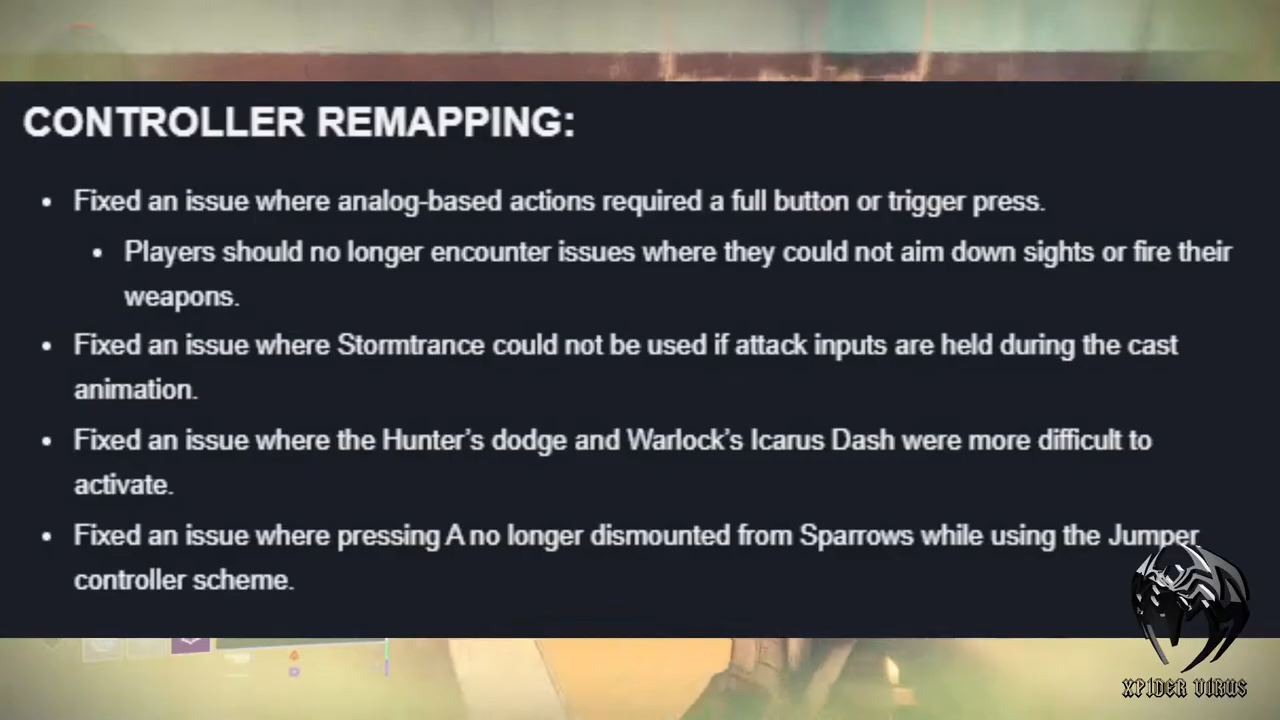 CONTROLLER REMAPPING:
• Fixed an issue where analog-based actions required a full button or trigger press.
• Players should no longer encounter issues where they could not aim down sights or fire their
weapons.
• Fixed an issue where Stormtrance could not be used if attack inputs are held during the cast
animation.
• Fixed an issue where the Hunter’s dodge and Warlock’s Icarus Dash were more difficult to
activate.
• Fixed an issue where pressing A no longer dismounted from Sparrows while using the Jumper
controller scheme.
XPIDER VIRUS